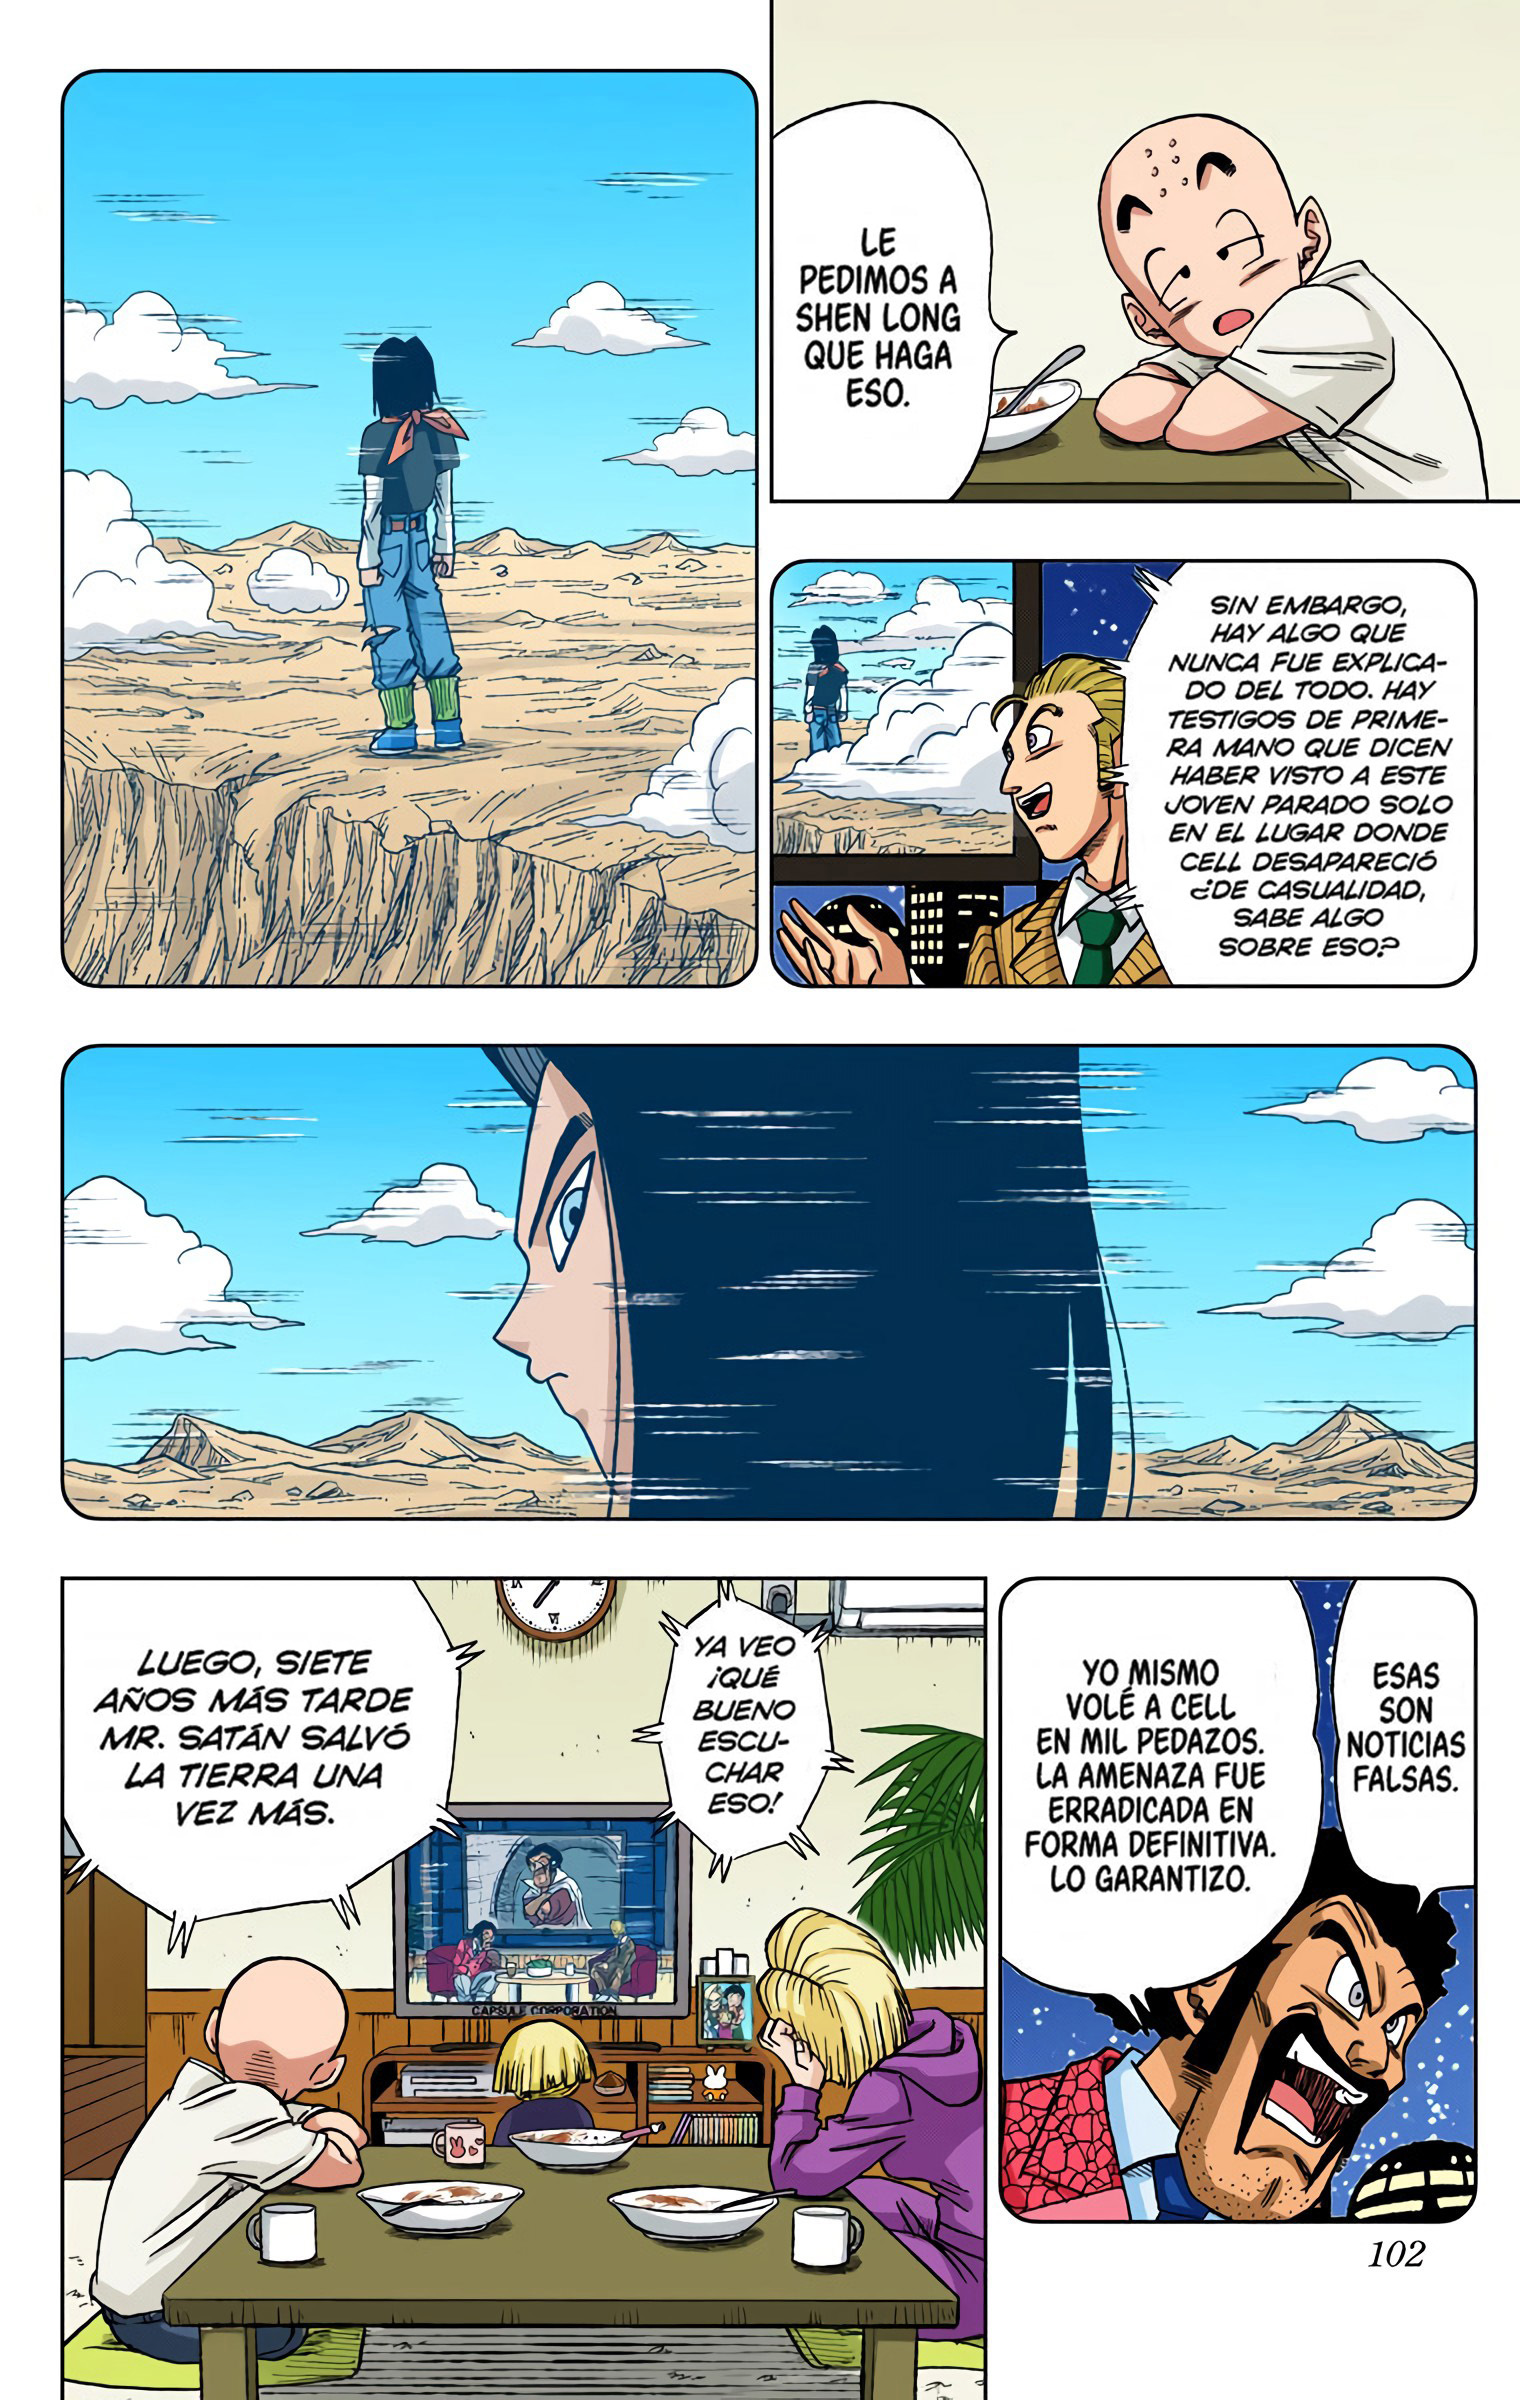 LE
PEDIMOS A
SHEN LONG
QUE HAGA
ESO.
SIN EMBARGO,
HAY ALGO QUE
NUNCA FUE EXPLICA-
DO DEL TODO. HAY
TESTIGOS DE PRIME-
RA MANO QUE DICEN
HABER VISTO A ESTE
JOVEN PARADO SOLO
EN EL LUGAR DONDE
CELL DESAPARECIÓ
¿DE CASUALIDAD,
SABE ALGO
SOBRE ESO?
ESAS
SON
NOTICIAS
FALSAS.
YO MISMO
VOLÉ A CELL
EN MIL PEDAZOS.
LA AMENAZA FUE
ERRADICADA EN
FORMA DEFINITIVA.
LO GARANTIZO.
YA VEO
¡QUÉ
BUENO
ESCU-
CHAR
ESO!
LUEGO, SIETE
AÑOS MÁS TARDE
MR. SATÁN SALVÓ
LA TIERRA UNA
VEZ MÁS.
VI
CAPSULE CORPORATION
102